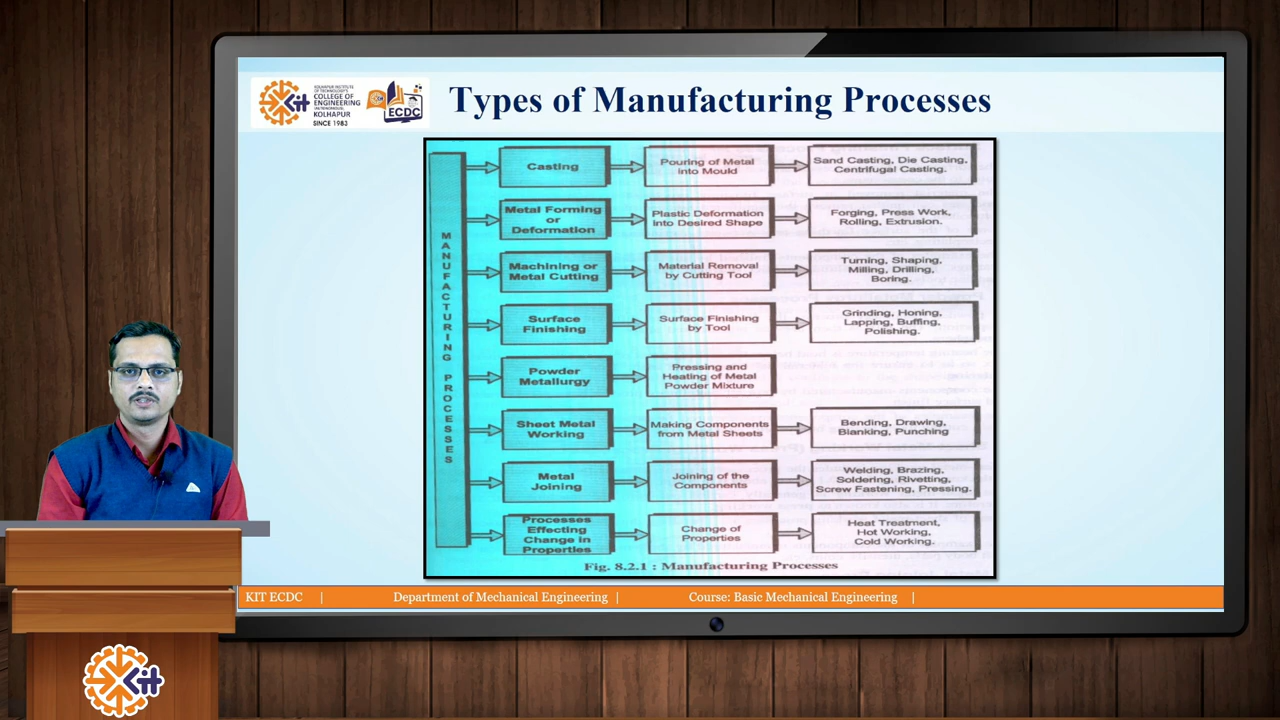 Kit
KOLHAPUR INSTITUTE
OF TECHNOLOGY'S
COLLEGE OF
ENGINEERING
(AUTONOMOUS),
KOLHAPUR
SINCE 1983
ECDC
Types of Manufacturing Processes
MANUFACTURING PROCESSES
Casting
Pouring of Metal
into Mould
Sand Casting, Die Casting,
Centrifugal Casting.
Metal Forming
or
Deformation
Plastic Deformation
into Desired Shape
Forging, Press Work,
Rolling, Extrusion.
Machining or
Metal Cutting
Material Removal
by Cutting Tool
Turning, Shaping,
Milling, Drilling,
Boring.
Surface
Finishing
Surface Finishing
by Tool
Grinding, Honing,
Lapping, Buffing,
Polishing.
Powder
Metallurgy
Pressing and
Heating of Metal
Powder Mixture
Sheet Metal
Working
Making Components
from Metal Sheets
Bending, Drawing,
Blanking, Punching
Metal
Joining
Joining of the
Components
Welding, Brazing,
Soldering, Rivetting,
Screw Fastening, Pressing.
Processes
Effecting
Change in
Properties
Change of
Properties
Heat Treatment,
Hot Working,
Cold Working.
Fig. 8.2.1 : Manufacturing Processes
KIT ECDC | Department of Mechanical Engineering | Course: Basic Mechanical Engineering |
Kit